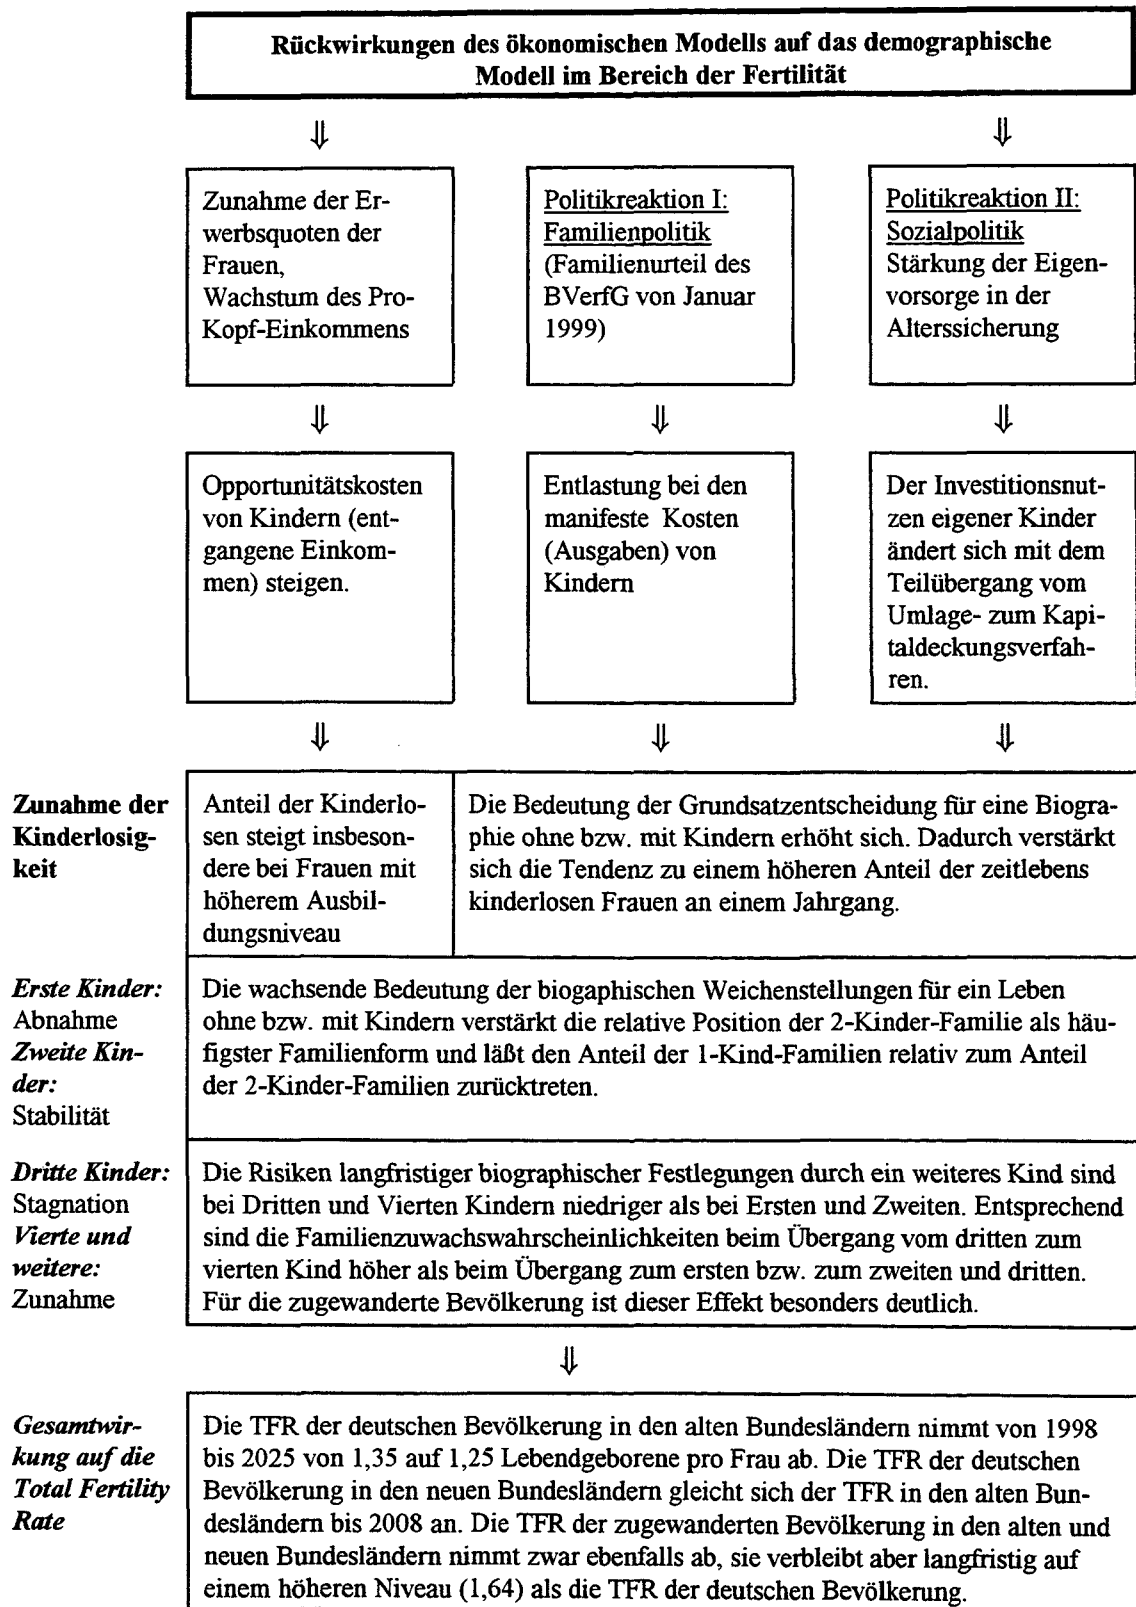 Rückwirkungen des ökonomischen Modells auf das demographische
Modell im Bereich der Fertilität
⇓
⇓
Zunahme der Er-
werbsquoten der
Frauen,
Wachstum des Pro-
Kopf-Einkommens
Politikreaktion I:
Familienpolitik
(Familienurteil des
BVerfG von Januar
1999)
Politikreaktion II:
Sozialpolitik
Stärkung der Eigen-
vorsorge in der
Alterssicherung
⇓
⇓
⇓
Opportunitätskosten
von Kindern (ent-
gangene Einkom-
men) steigen.
Entlastung bei den
manifeste Kosten
(Ausgaben) von
Kindern
Der Investitionsnut-
zen eigener Kinder
ändert sich mit dem
Teilübergang vom
Umlage- zum Kapi-
taldeckungsverfah-
ren.
⇓
⇓
⇓
Zunahme der
Kinderlosig-
keit
Anteil der Kinderlo-
sen steigt insbeson-
dere bei Frauen mit
höherem Ausbil-
dungsniveau
Die Bedeutung der Grundsatzentscheidung für eine Biogra-
phie ohne bzw. mit Kindern erhöht sich. Dadurch verstärkt
sich die Tendenz zu einem höheren Anteil der zeitlebens
kinderlosen Frauen an einem Jahrgang.
Erste Kinder:
Abnahme
Zweite Kin-
der:
Stabilität
Die wachsende Bedeutung der biogaphischen Weichenstellungen für ein Leben
ohne bzw. mit Kindern verstärkt die relative Position der 2-Kinder-Familie als häu-
figster Familienform und läßt den Anteil der 1-Kind-Familien relativ zum Anteil
der 2-Kinder-Familien zurücktreten.
Dritte Kinder:
Stagnation
Vierte und
weitere:
Zunahme
Die Risiken langfristiger biographischer Festlegungen durch ein weiteres Kind sind
bei Dritten und Vierten Kindern niedriger als bei Ersten und Zweiten. Entsprechend
sind die Familienzuwachswahrscheinlichkeiten beim Übergang vom dritten zum
vierten Kind höher als beim Übergang zum ersten bzw. zum zweiten und dritten.
Für die zugewanderte Bevölkerung ist dieser Effekt besonders deutlich.
⇓
Gesamtwir-
kung auf die
Total Fertility
Rate
Die TFR der deutschen Bevölkerung in den alten Bundesländern nimmt von 1998
bis 2025 von 1,35 auf 1,25 Lebendgeborene pro Frau ab. Die TFR der deutschen
Bevölkerung in den neuen Bundesländern gleicht sich der TFR in den alten Bun-
desländern bis 2008 an. Die TFR der zugewanderten Bevölkerung in den alten und
neuen Bundesländern nimmt zwar ebenfalls ab, sie verbleibt aber langfristig auf
einem höheren Niveau (1,64) als die TFR der deutschen Bevölkerung.